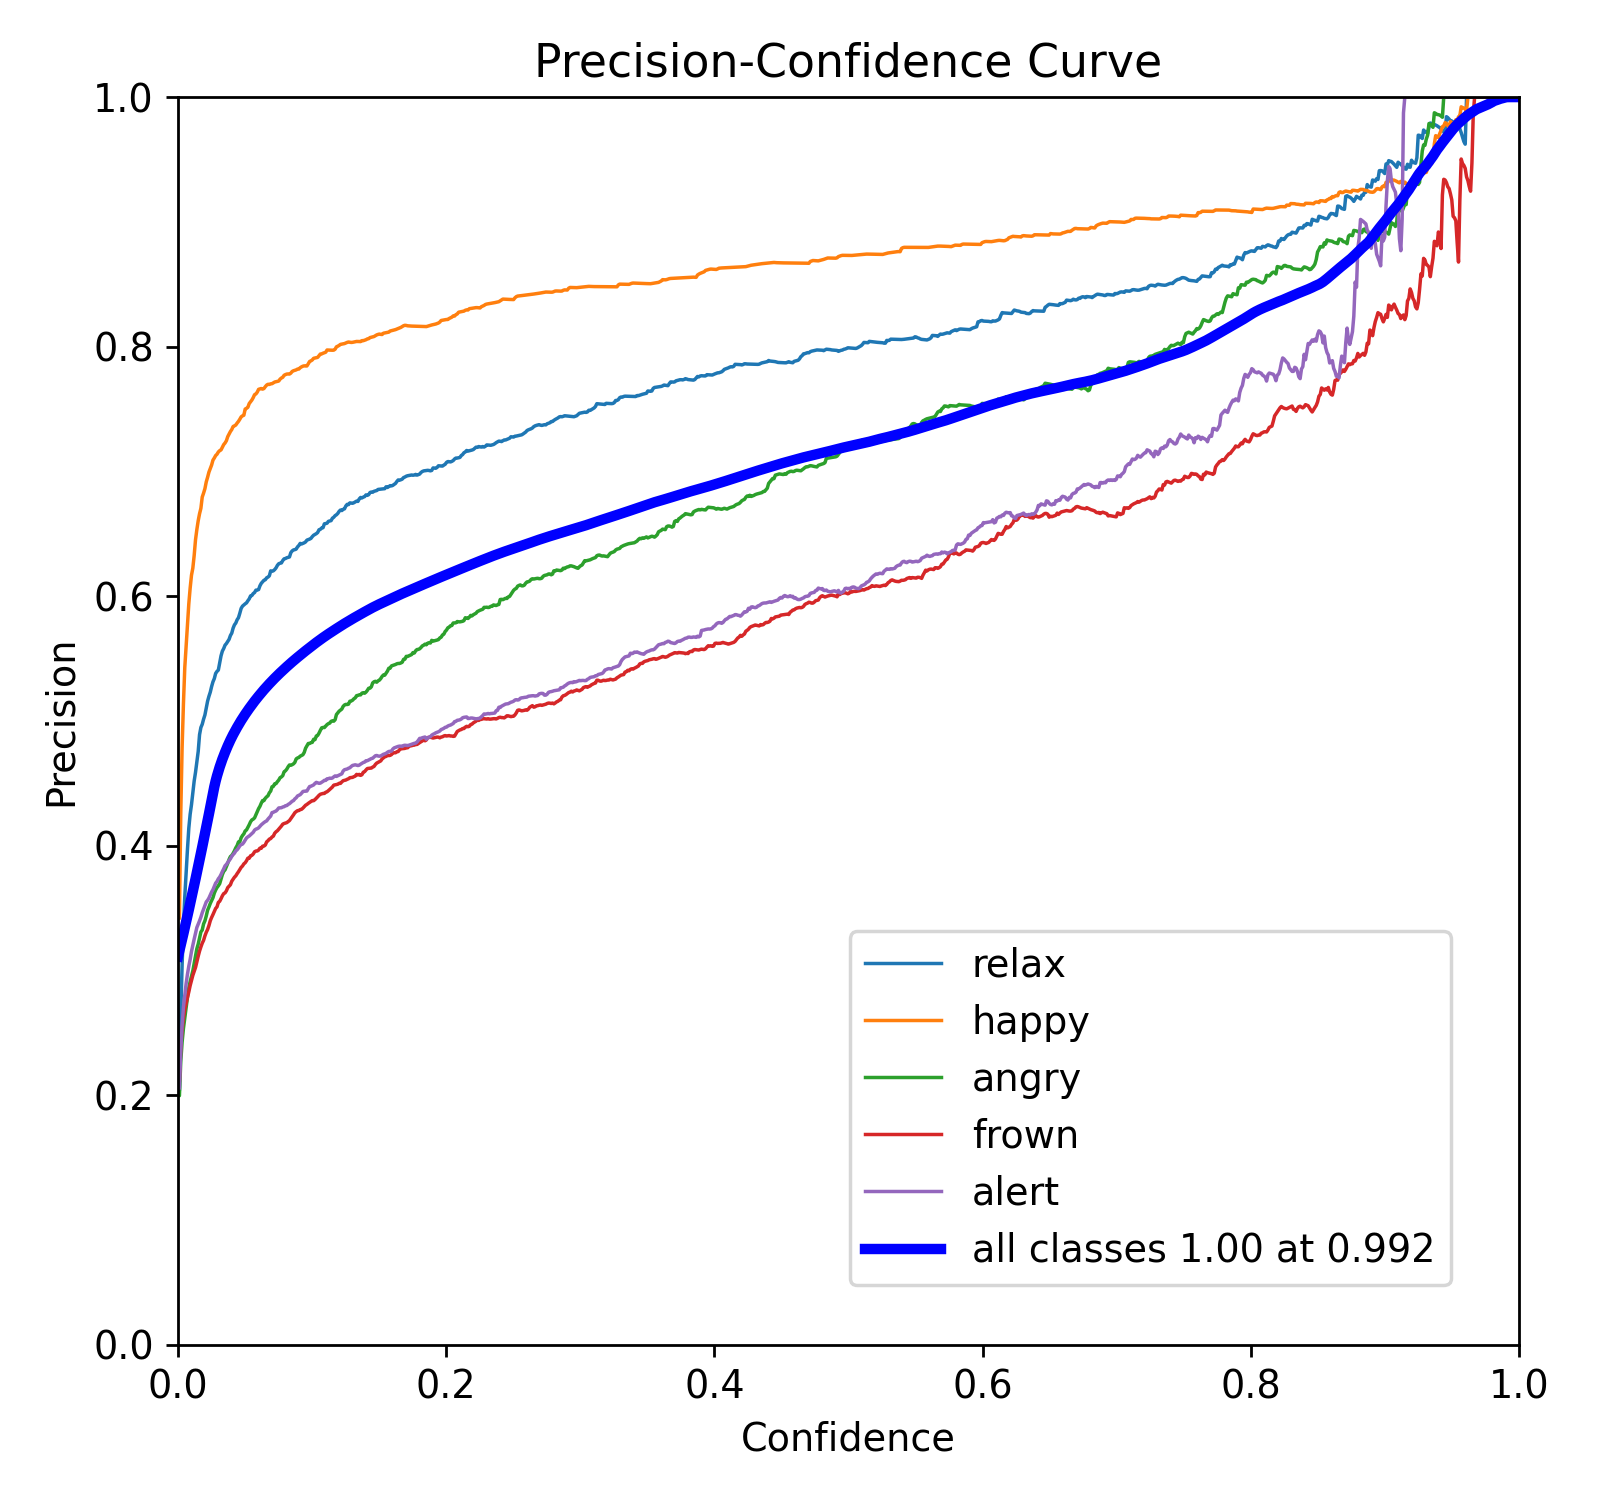 Precision-Confidence Curve
1.0
0.8
0.6
0.4
0.2
0.0
Precision
0.0 0.2 0.4 0.6 0.8 1.0
Confidence
relax
happy
angry
frown
alert
all classes 1.00 at 0.992